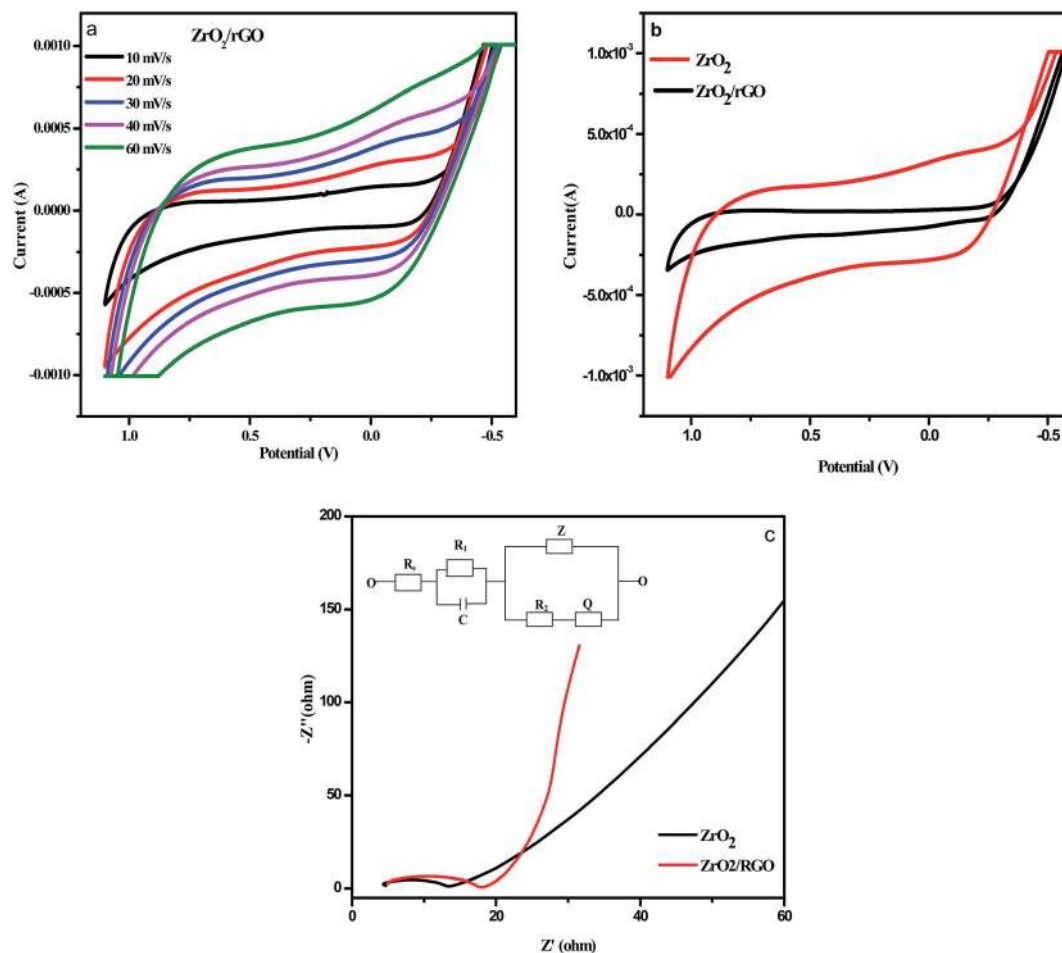 a
ZrO2/rGO
10 mV/s
20 mV/s
30 mV/s
40 mV/s
60 mV/s
0.0010
0.0005
0.0000
-0.0005
-0.0010
Current (A)
1.0 0.5 0.0 -0.5
Potential (V)
b
ZrO2
ZrO2/rGO
1.0x10-3
5.0x10-4
0.0
-5.0x10-4
-1.0x10-3
Current(A)
1.0 0.5 0.0 -0.5
Potential (V)
C
200
150
100
50
0
-Z''(ohm)
O Rs R1 C Z R2 Q O
ZrO2
ZrO2/RGO
0 20 40 60
Z' (ohm)